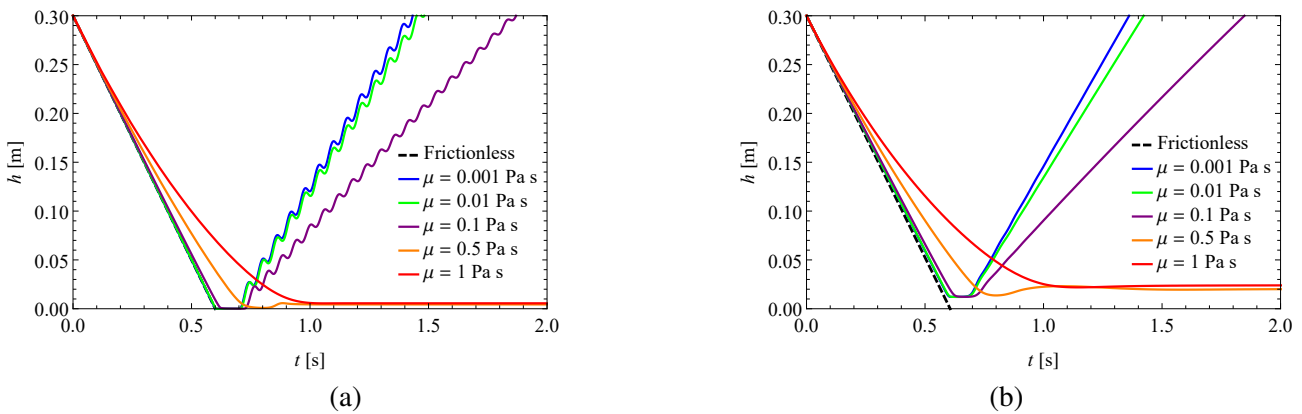 0.30
0.25
0.20
0.15
0.10
0.05
0.00
h [m]
0.0
0.5
1.0
1.5
2.0
t [s]
Frictionless
μ = 0.001 Pa s
μ = 0.01 Pa s
μ = 0.1 Pa s
μ = 0.5 Pa s
μ = 1 Pa s
(a)
0.30
0.25
0.20
0.15
0.10
0.05
0.00
h [m]
0.0
0.5
1.0
1.5
2.0
t [s]
Frictionless
μ = 0.001 Pa s
μ = 0.01 Pa s
μ = 0.1 Pa s
μ = 0.5 Pa s
μ = 1 Pa s
(b)